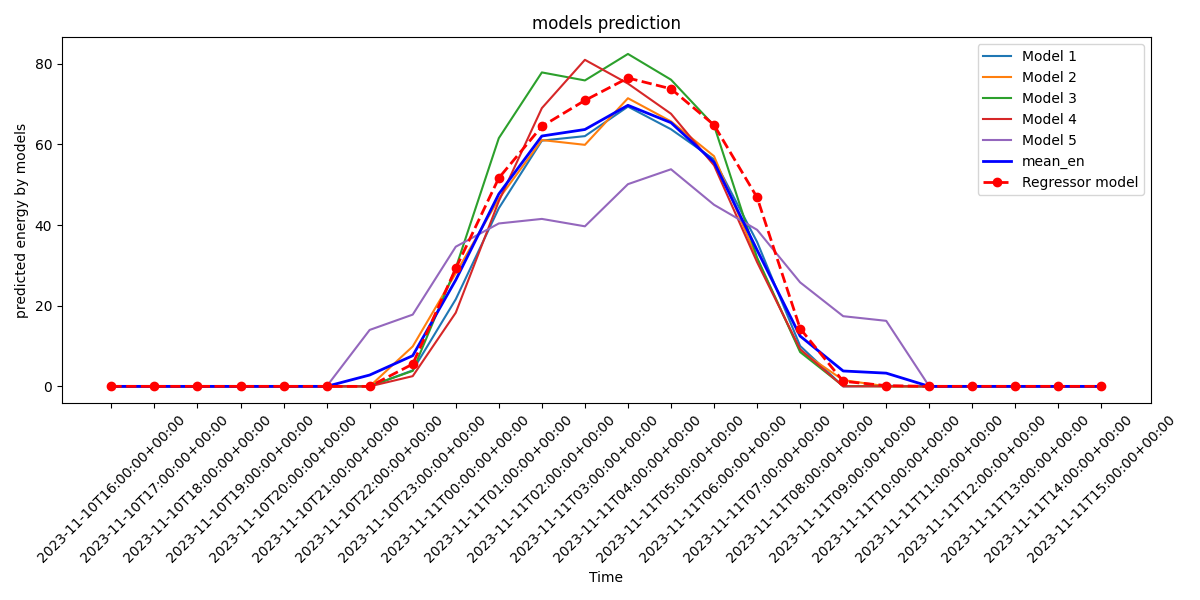 models prediction
predicted energy by models
80
60
40
20
0
Model 1
Model 2
Model 3
Model 4
Model 5
mean_en
Regressor model
2023-11-10T16:00:00+00:00
2023-11-10T17:00:00+00:00
2023-11-10T18:00:00+00:00
2023-11-10T19:00:00+00:00
2023-11-10T20:00:00+00:00
2023-11-10T21:00:00+00:00
2023-11-10T22:00:00+00:00
2023-11-10T23:00:00+00:00
2023-11-11T00:00:00+00:00
2023-11-11T01:00:00+00:00
2023-11-11T02:00:00+00:00
2023-11-11T03:00:00+00:00
2023-11-11T04:00:00+00:00
2023-11-11T05:00:00+00:00
2023-11-11T06:00:00+00:00
2023-11-11T07:00:00+00:00
2023-11-11T08:00:00+00:00
2023-11-11T09:00:00+00:00
2023-11-11T10:00:00+00:00
2023-11-11T11:00:00+00:00
2023-11-11T12:00:00+00:00
2023-11-11T13:00:00+00:00
2023-11-11T14:00:00+00:00
2023-11-11T15:00:00+00:00
Time